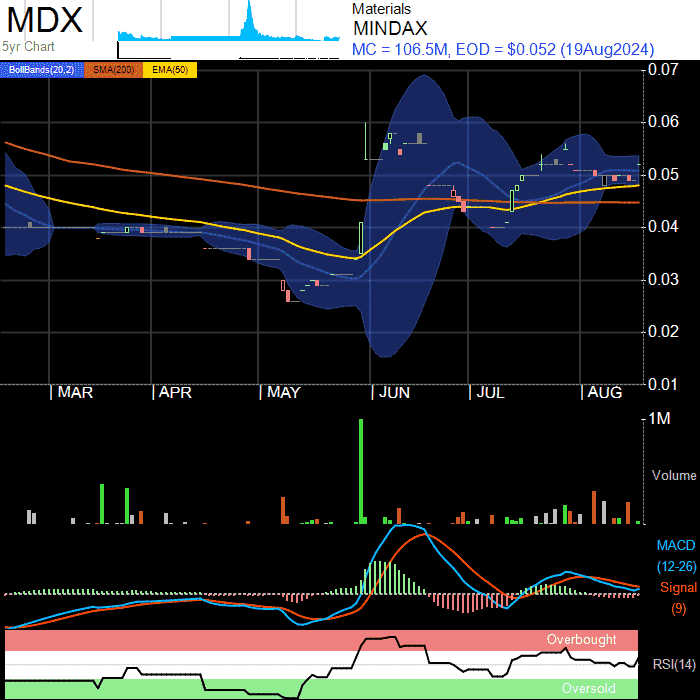 MDX
5yr Chart
Materials
MINDAX
MC = 106.5M, EOD = $0.052 (19Aug2024)
BollBands(20,2) SMA(200) EMA(50)
0.07
0.06
0.05
0.04
0.03
0.02
0.01
MAR APR MAY JUN JUL AUG
1M
Volume
MACD
(12-26)
Signal
(9)
Overbought
RSI(14)
Oversold